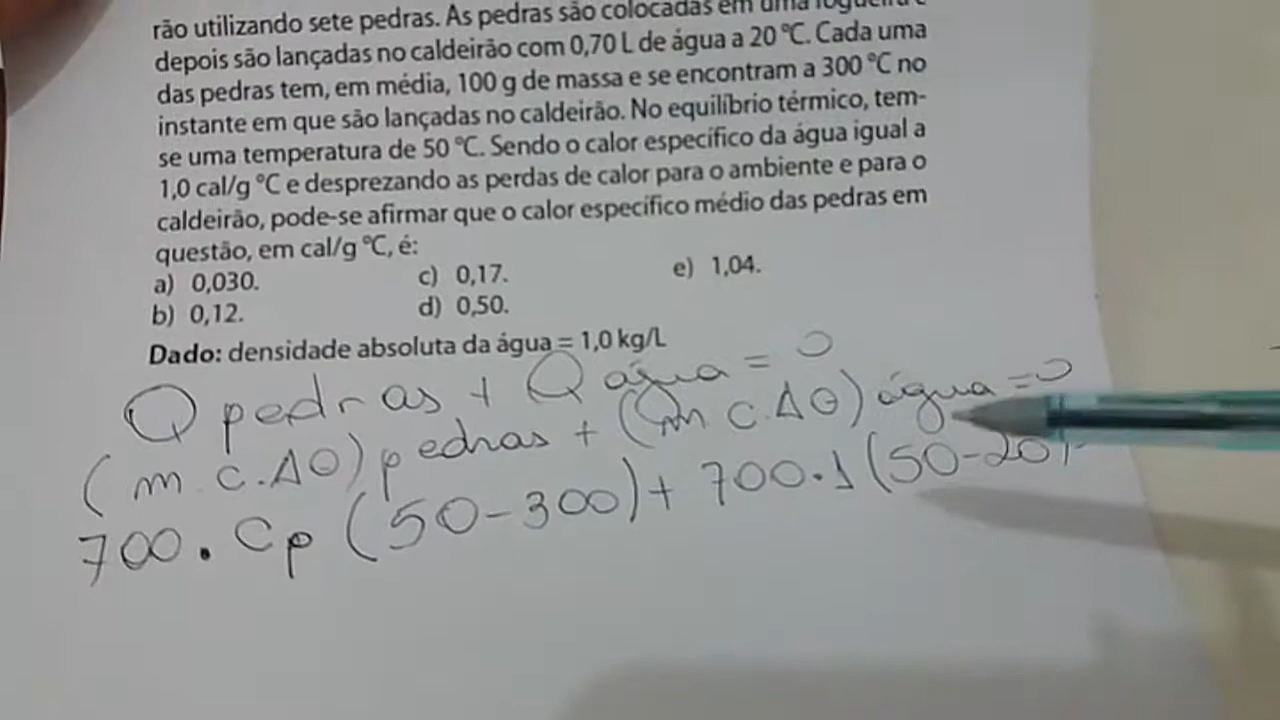 rão utilizando sete pedras. As pedras são colocadas em uma fogueira e
depois são lançadas no caldeirão com 0,70 L de água a 20 °C. Cada uma
das pedras tem, em média, 100 g de massa e se encontram a 300 °C no
instante em que são lançadas no caldeirão. No equilíbrio térmico, tem-
se uma temperatura de 50 °C. Sendo o calor específico da água igual a
1,0 cal/g °C e desprezando as perdas de calor para o ambiente e para o
caldeirão, pode-se afirmar que o calor específico médio das pedras em
questão, em cal/g °C, é:
a) 0,030. c) 0,17. e) 1,04.
b) 0,12. d) 0,50.
Dado: densidade absoluta da água = 1,0 kg/L
Q pedras + Q água = 0
(m c.Δθ) pedras + (m c.Δθ) água = 0
700 . Cp (50-300) + 700.1 (50-20)